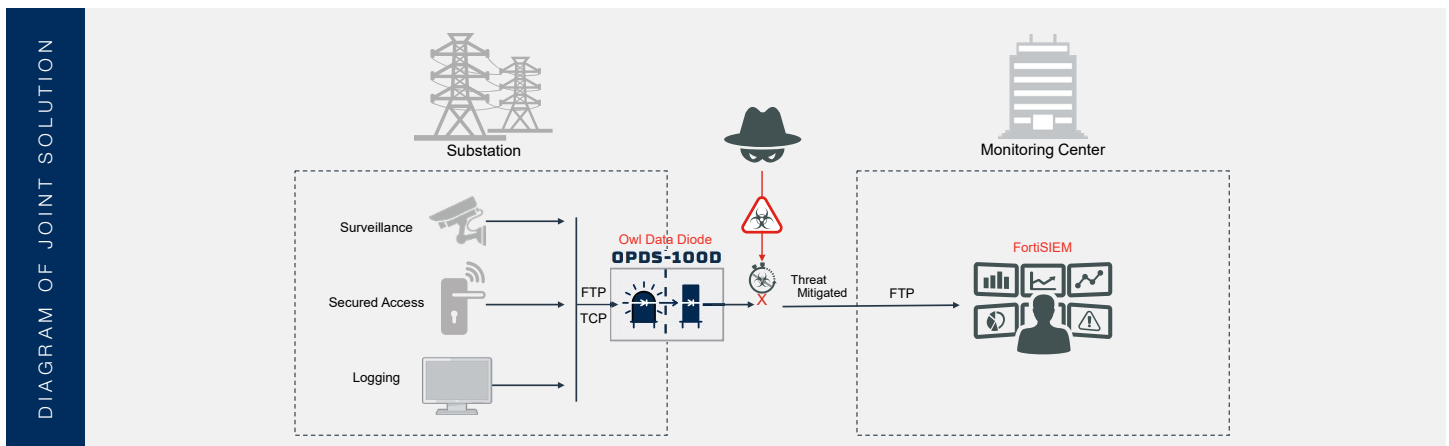 DIAGRAM OF JOINT SOLUTION
Substation
Monitoring Center
Surveillance
Secured Access
Logging
FTP
TCP
Owl Data Diode
OPDS-100D
X
Threat
Mitigated
FTP
FortiSIEM